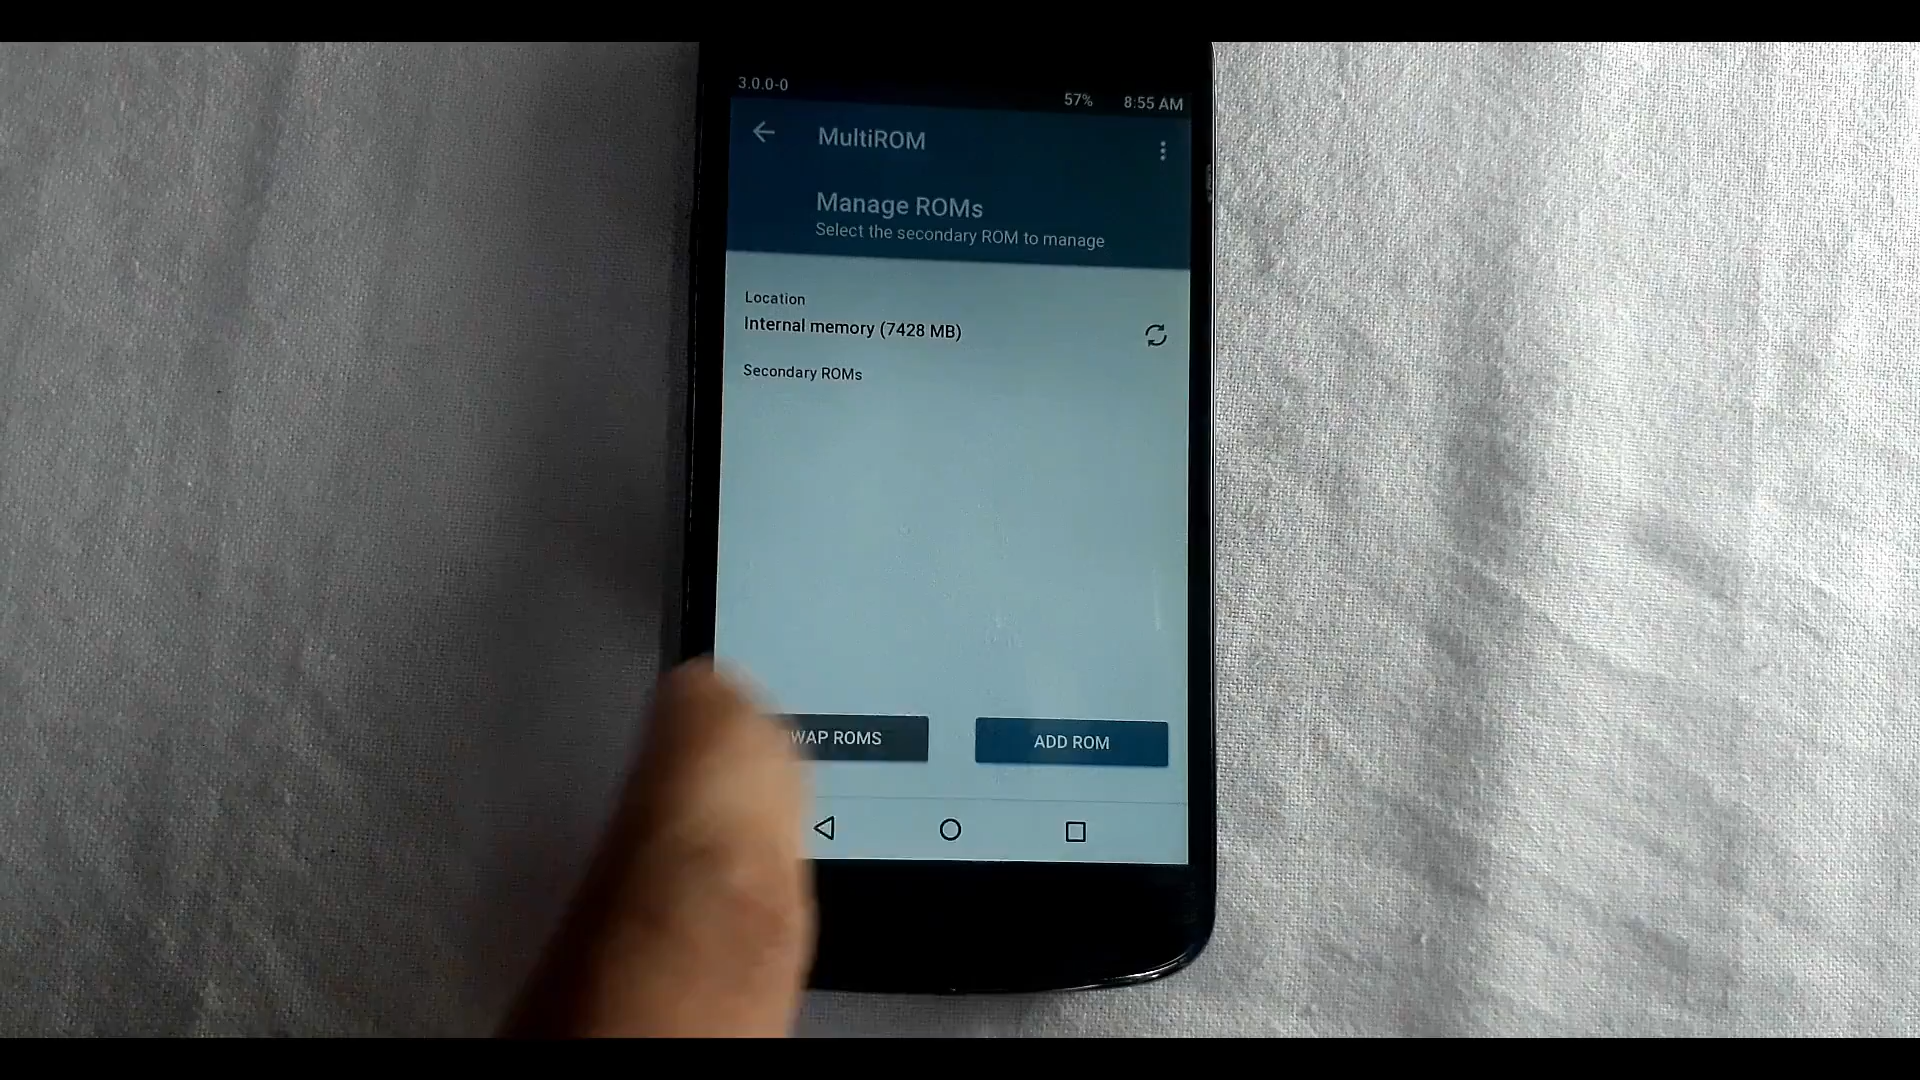 3.0.0-0
57% 8:55 AM
MultiROM
Manage ROMs
Select the secondary ROM to manage
Location
Internal memory (7428 MB)
Secondary ROMs
WAP ROMS
ADD ROM